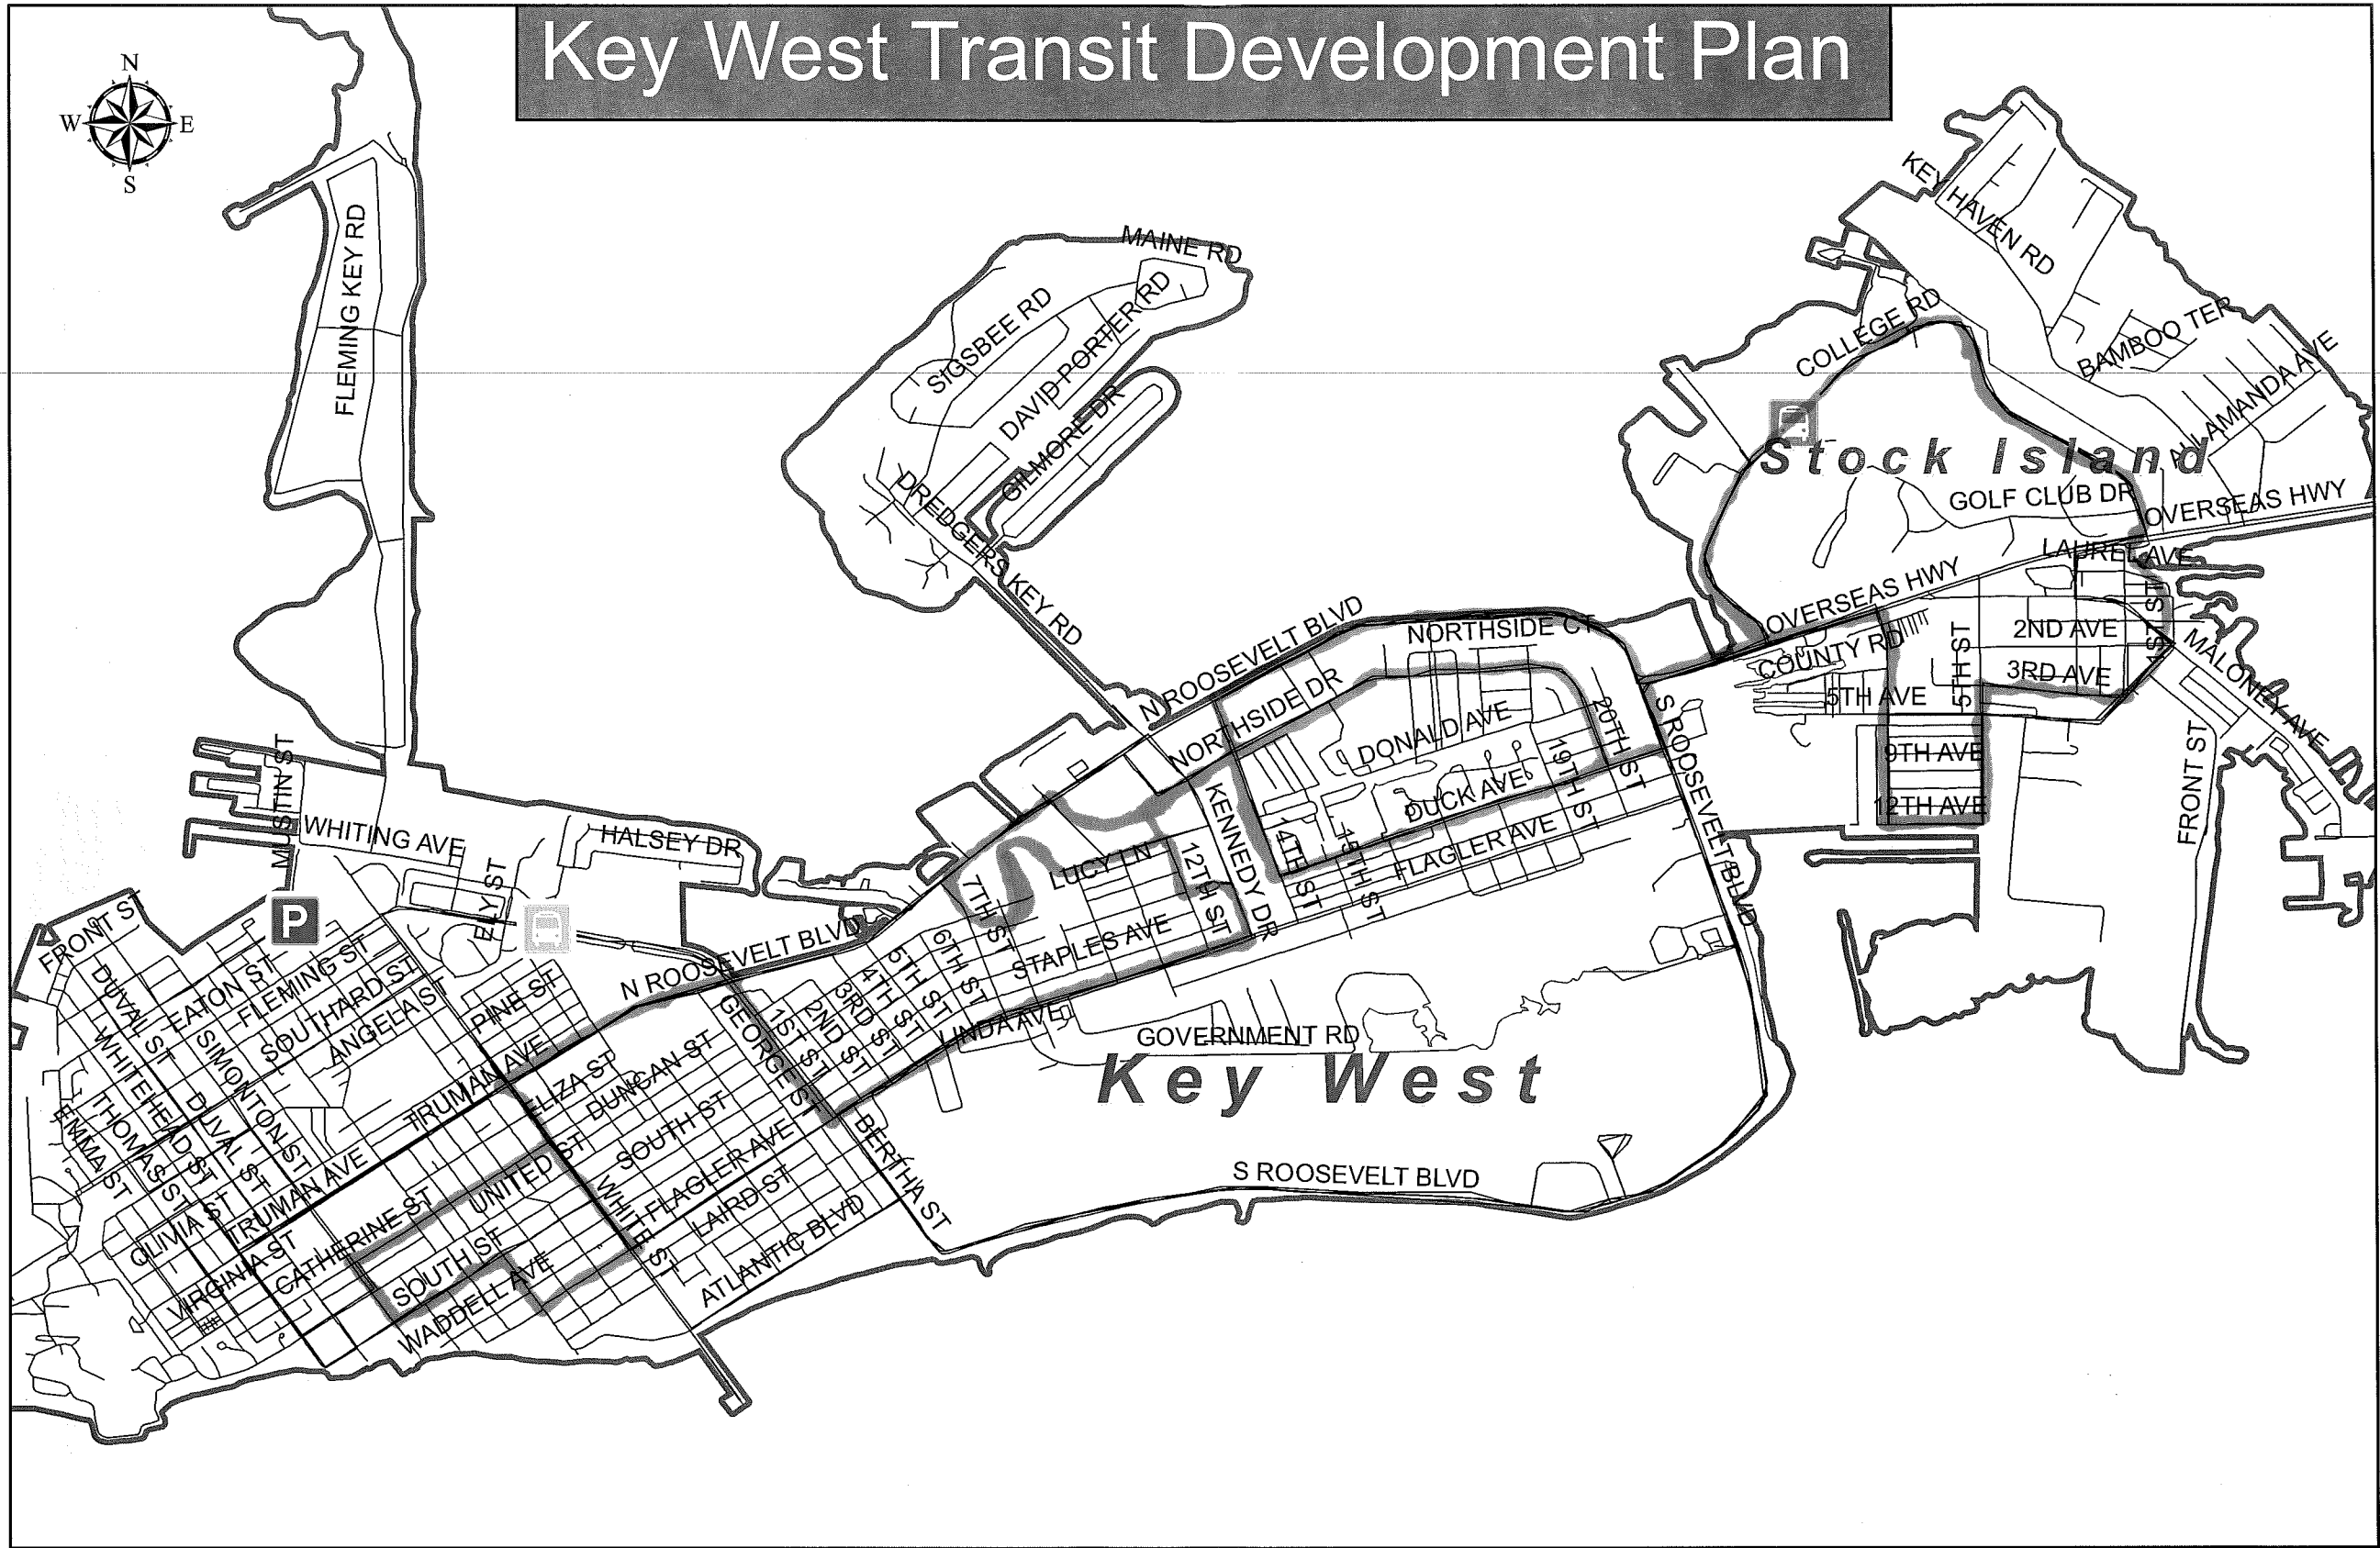 Key West Transit Development Plan
N
W E
S
KEY HAVEN RD
FLEMING KEY RD
MAINE RD
SIGSBEE RD
DAVID PORTER RD
GILMORE DR
DREDGERS KEY RD
COLLEGE RD
BAMBOO TER
ALLAMANDA AVE
Stock Island
GOLF CLUB DR
OVERSEAS HWY
LAUREL AVE
OVERSEAS HWY
N ROOSEVELT BLVD
NORTHSIDE CT
COUNTY RD
5TH ST
2ND AVE
1ST ST
MALONEY AVE
3RD AVE
5TH AVE
NORTHSIDE DR
DONALD AVE
20TH ST
S ROOSEVELT BLVD
9TH AVE
FRONT ST
12TH AVE
DUCK AVE
19TH ST
KENNEDY DR
14TH ST
15TH ST
FLAGLER AVE
MUSTIN ST
WHITING AVE
HALSEY DR
ELY ST
P
LUCY LN
12TH ST
7TH ST
STAPLES AVE
FRONT ST
N ROOSEVELT BLVD
6TH ST
5TH ST
4TH ST
3RD ST
2ND ST
1ST ST
GEORGE ST
LINDA AVE
GOVERNMENT RD
Key West
DUVAL ST
EATON ST
FLEMING ST
SOUTHARD ST
ANGELA ST
PINE ST
SIMONTON ST
WHITEHEAD ST
DUVAL ST
THOMAS ST
EMMA ST
TRUMAN AVE
ELIZA ST
DUNCAN ST
SOUTH ST
FLAGLER AVE
BERTHA ST
UNITED ST
TRUMAN AVE
OLIVIA ST
VIRGINIA ST
CATHERINE ST
WHITE ST
LAIRD ST
ATLANTIC BLVD
SOUTH ST
WADDELL AVE
S ROOSEVELT BLVD